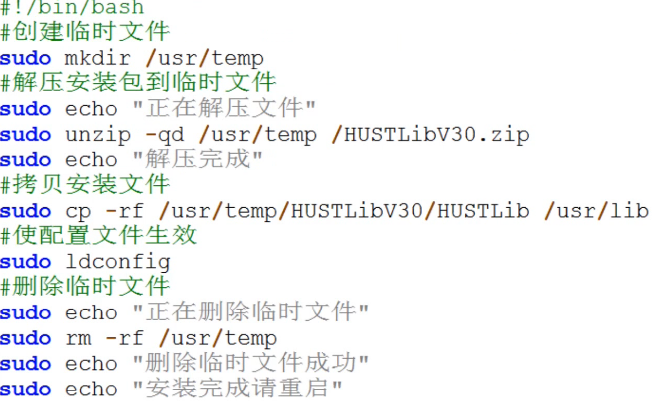 #!/bin/bash
#创建临时文件
sudo mkdir /usr/temp
#解压安装包到临时文件
sudo echo "正在解压文件"
sudo unzip -qd /usr/temp /HUSTLibV30.zip
sudo echo "解压完成"
#拷贝安装文件
sudo cp -rf /usr/temp/HUSTLibV30/HUSTLib /usr/lib
#使配置文件生效
sudo ldconfig
#删除临时文件
sudo echo "正在删除临时文件"
sudo rm -rf /usr/temp
sudo echo "删除临时文件成功"
sudo echo "安装完成请重启"